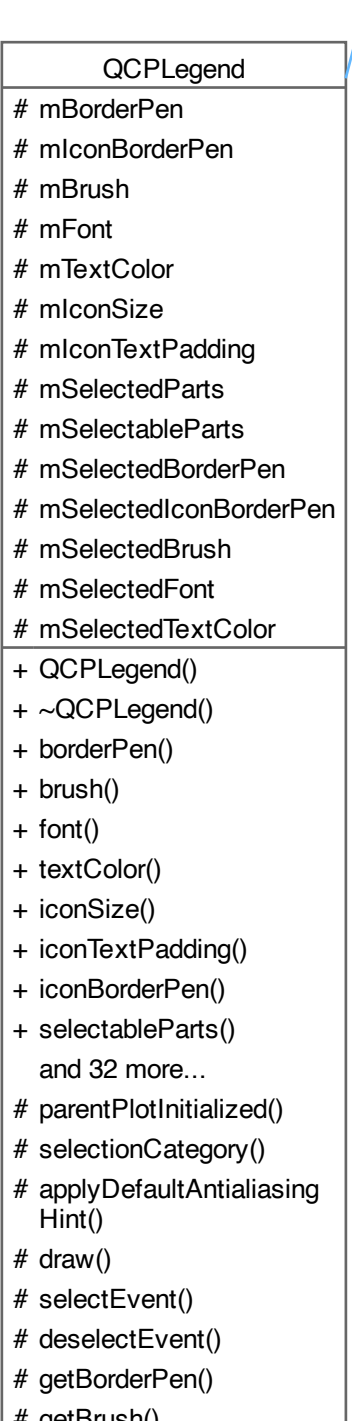 QCPLegend
# mBorderPen
# mIconBorderPen
# mBrush
# mFont
# mTextColor
# mIconSize
# mIconTextPadding
# mSelectedParts
# mSelectableParts
# mSelectedBorderPen
# mSelectedIconBorderPen
# mSelectedBrush
# mSelectedFont
# mSelectedTextColor
+ QCPLegend()
+ ~QCPLegend()
+ borderPen()
+ brush()
+ font()
+ textColor()
+ iconSize()
+ iconTextPadding()
+ iconBorderPen()
+ selectableParts()
and 32 more...
# parentPlotInitialized()
# selectionCategory()
# applyDefaultAntialiasing
Hint()
# draw()
# selectEvent()
# deselectEvent()
# getBorderPen()
# getBrush()